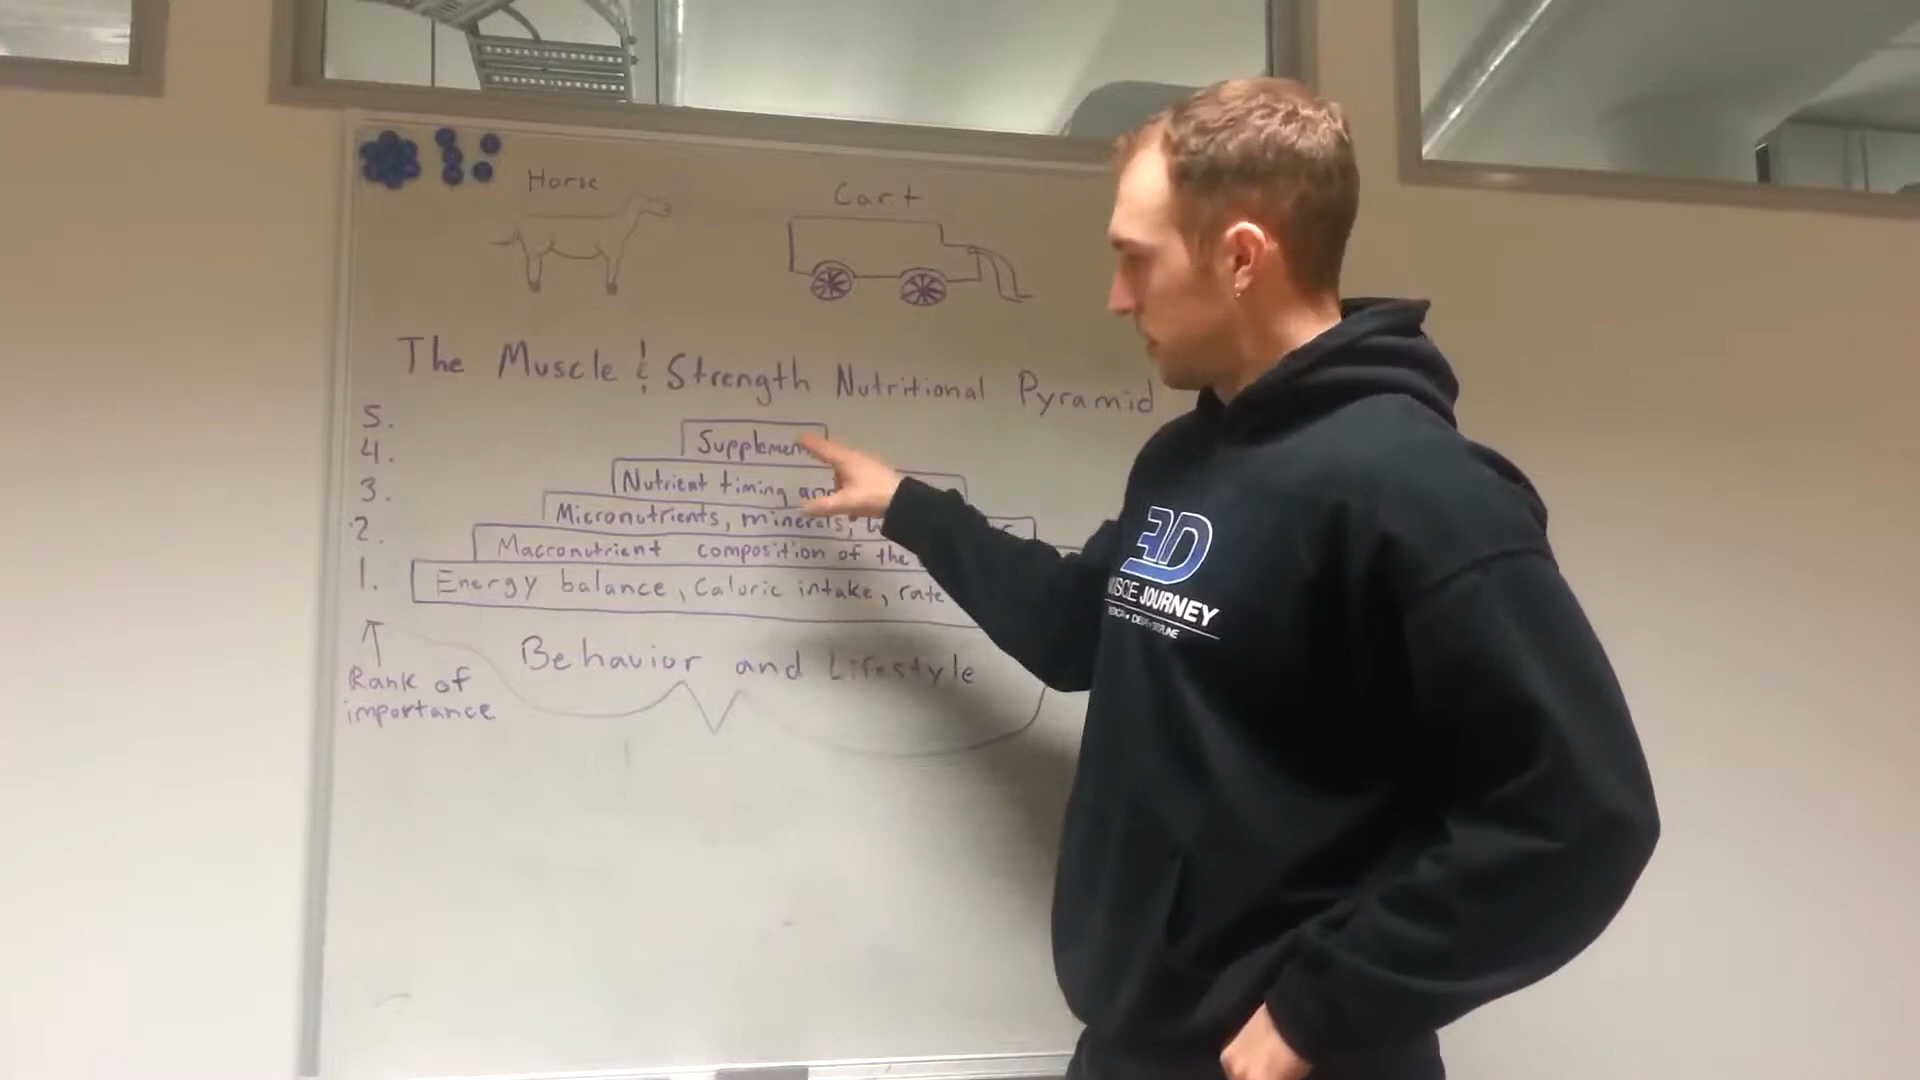 Horse
Cart
The Muscle & Strength Nutritional Pyramid
5.
Supplement
4.
Nutrient timing and
3.
Micronutrients, minerals,
2.
Macronutrient composition of the
1.
Energy balance, Caloric intake, rate
Behavior and Lifestyle
Rank of
importance
3D
MUSCLE JOURNEY